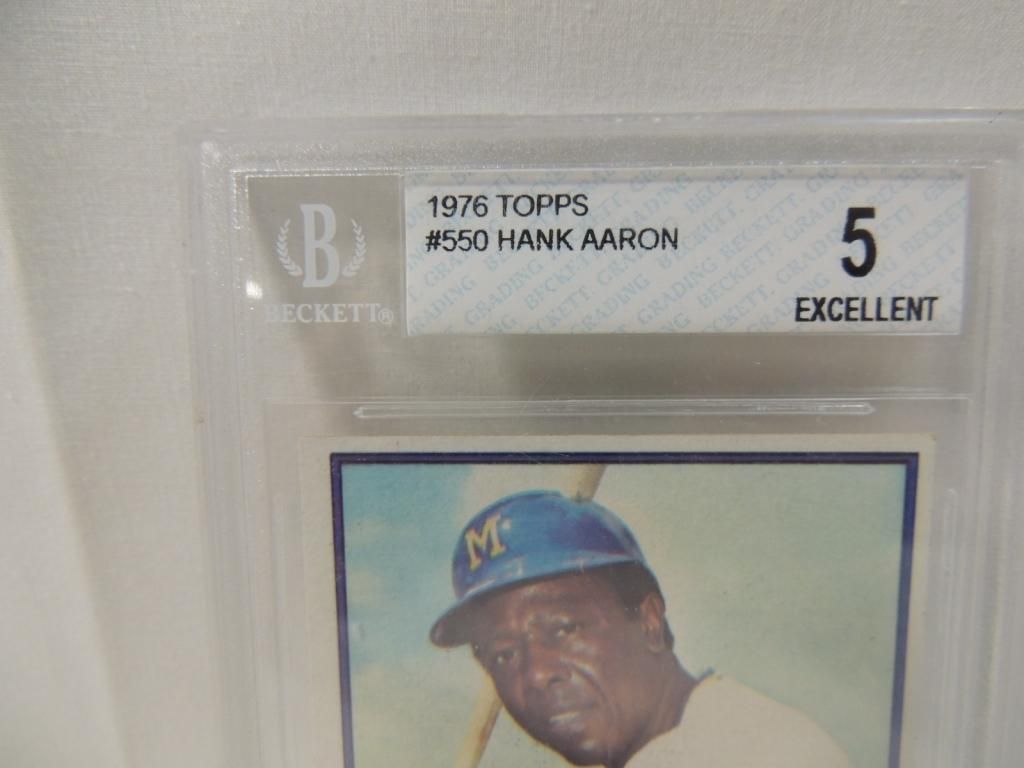 B
BECKETT®
1976 TOPPS
#550 HANK AARON
5
EXCELLENT
M